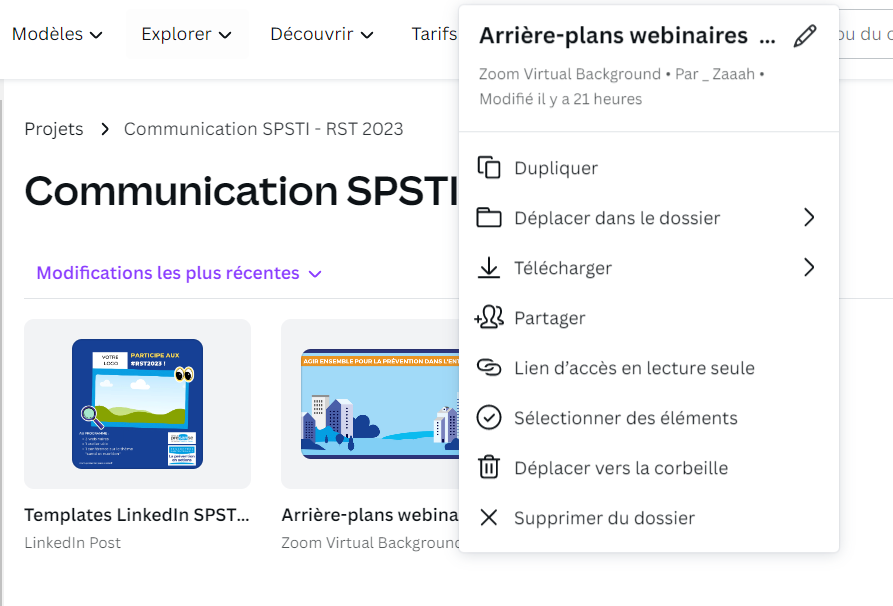 Modèles
Explorer
Découvrir
Tarifs
ou du c
Projets
Communication SPSTI - RST 2023
Communication SPSTI
Modifications les plus récentes
VOTRE
LOGO
PARTICIPE AUX
#RST2023 !
AU PROGRAMME :
AGIR ENSEMBLE POUR LA PRÉVENTION DANS L'ENT
Templates LinkedIn SPST...
LinkedIn Post
Arrière-plans webina
Zoom Virtual Background
Arrière-plans webinaires ...
Zoom Virtual Background • Par _ Zaaah •
Modifié il y a 21 heures
Dupliquer
Déplacer dans le dossier
Télécharger
Partager
Lien d’accès en lecture seule
Sélectionner des éléments
Déplacer vers la corbeille
Supprimer du dossier